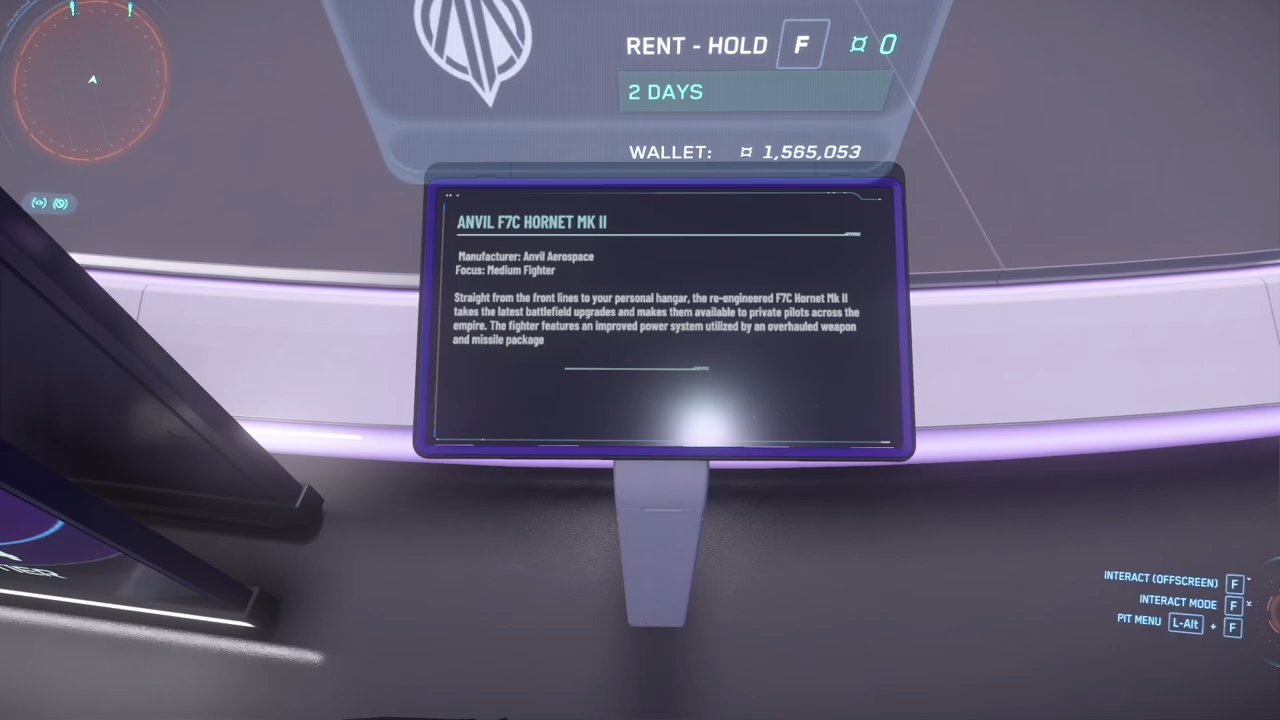 RENT - HOLD F ¤ 0
2 DAYS
WALLET: ¤ 1,565,053
ANVIL F7C HORNET MK II
Manufacturer: Anvil Aerospace
Focus: Medium Fighter
Straight from the front lines to your personal hangar, the re-engineered F7C Hornet Mk II
takes the latest battlefield upgrades and makes them available to private pilots across the
empire. The fighter features an improved power system utilized by an overhauled weapon
and missile package
INTERACT (OFFSCREEN) F
INTERACT MODE F
PIT MENU L-Alt + F